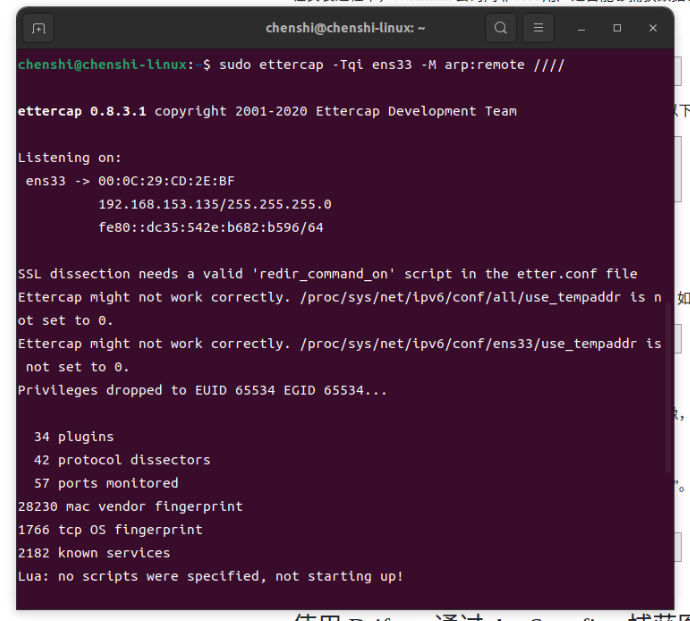 chenshi@chenshi-linux: ~
chenshi@chenshi-linux:~$ sudo ettercap -Tqi ens33 -M arp:remote ////
ettercap 0.8.3.1 copyright 2001-2020 Ettercap Development Team
Listening on:
ens33 -> 00:0C:29:CD:2E:BF
192.168.153.135/255.255.255.0
fe80::dc35:542e:b682:b596/64
SSL dissection needs a valid 'redir_command_on' script in the etter.conf file
Ettercap might not work correctly. /proc/sys/net/ipv6/conf/all/use_tempaddr is n
ot set to 0.
Ettercap might not work correctly. /proc/sys/net/ipv6/conf/ens33/use_tempaddr is
not set to 0.
Privileges dropped to EUID 65534 EGID 65534...
34 plugins
42 protocol dissectors
57 ports monitored
28230 mac vendor fingerprint
1766 tcp OS fingerprint
2182 known services
Lua: no scripts were specified, not starting up!
以下
如